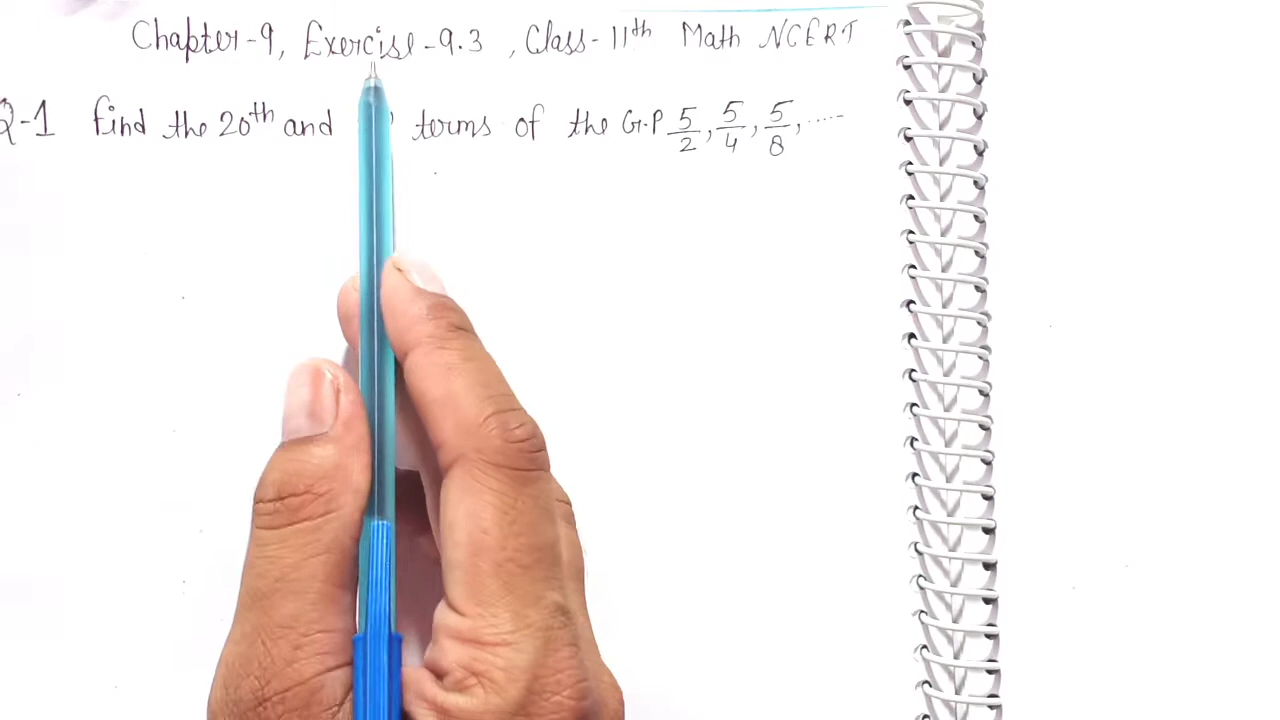 Chapter-9, Exercise-9.3 , Class-11th Math NCERT
Q-1 find the 20th and terms of the G.P 5/2, 5/4, 5/8, .....